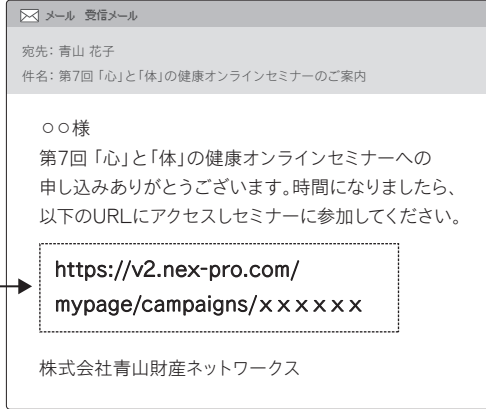 メール 受信メール
宛先：青山 花子
件名：第7回 「心」と「体」の健康オンラインセミナーのご案内
○○様
第7回 「心」と「体」の健康オンラインセミナーへの
申し込みありがとうございます。時間になりましたら、
以下のURLにアクセスしセミナーに参加してください。
https://v2.nex-pro.com/
mypage/campaigns/ｘｘｘｘｘｘ
株式会社青山財産ネットワークス